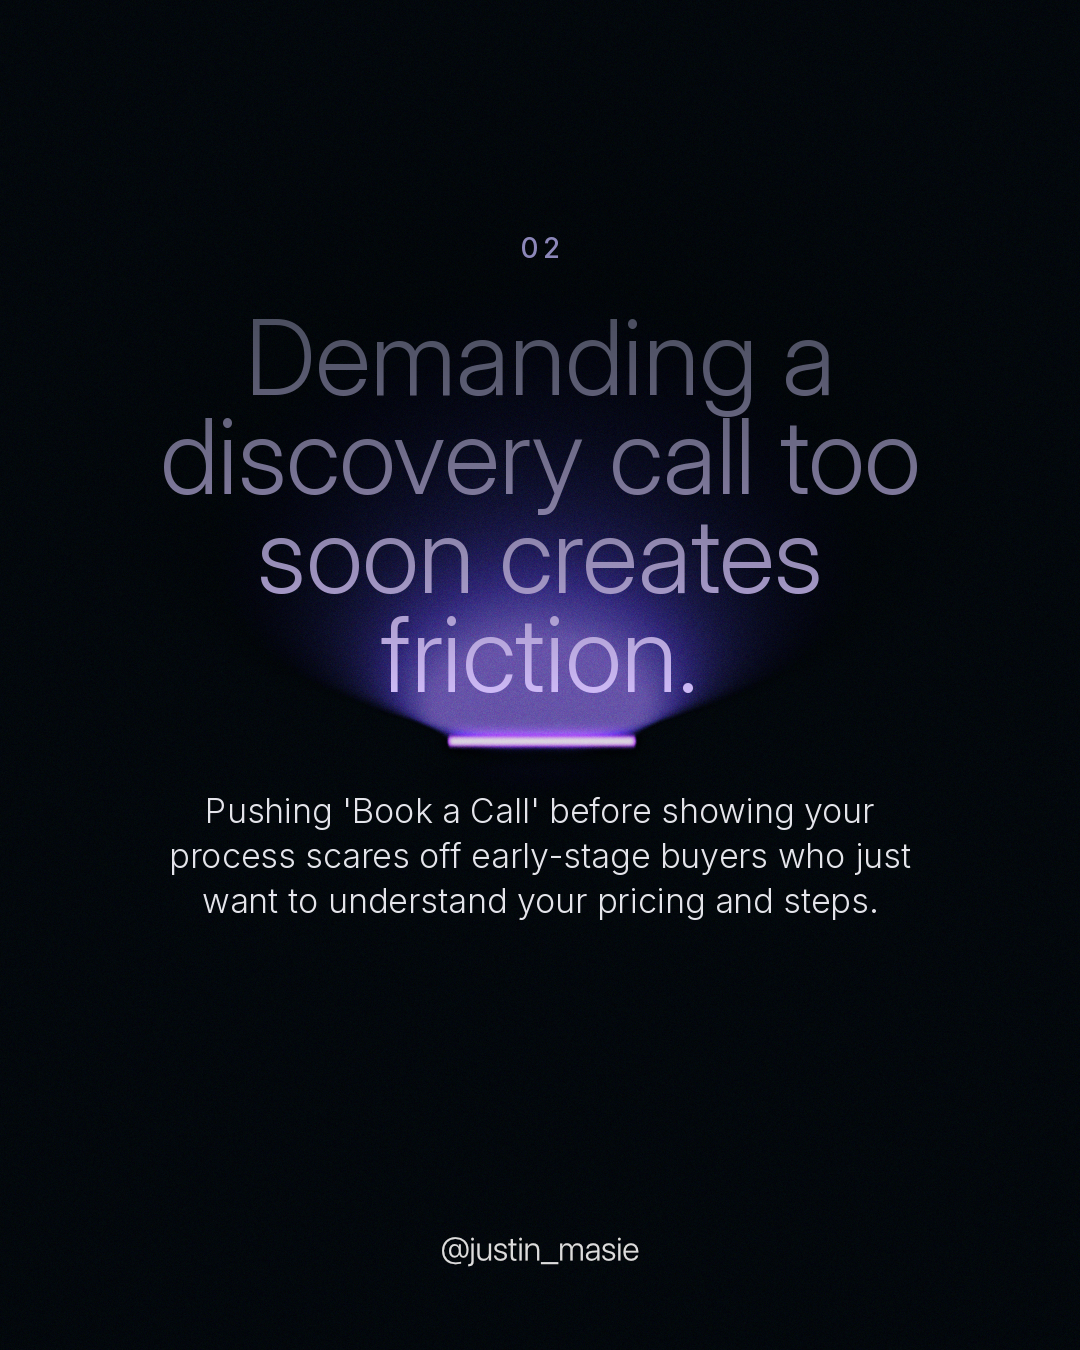 02
Demanding a
discovery call too
soon creates
friction.
Pushing 'Book a Call' before showing your
process scares off early-stage buyers who just
want to understand your pricing and steps.
@justin_masie